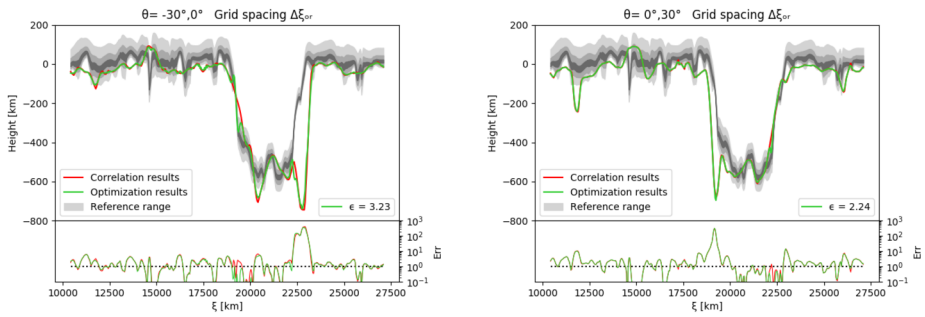 θ= -30°,0°   Grid spacing Δξₒᵣ
200
0
−200
−400
−600
−800
Height [km]
Correlation results
Optimization results
Reference range
ϵ = 3.23
10³
10²
10¹
10⁰
10⁻¹
Err
10000 12500 15000 17500 20000 22500 25000 27500
ξ [km]
θ= 0°,30°   Grid spacing Δξₒᵣ
200
0
−200
−400
−600
−800
Height [km]
Correlation results
Optimization results
Reference range
ϵ = 2.24
10³
10²
10¹
10⁰
10⁻¹
Err
10000 12500 15000 17500 20000 22500 25000 27500
ξ [km]